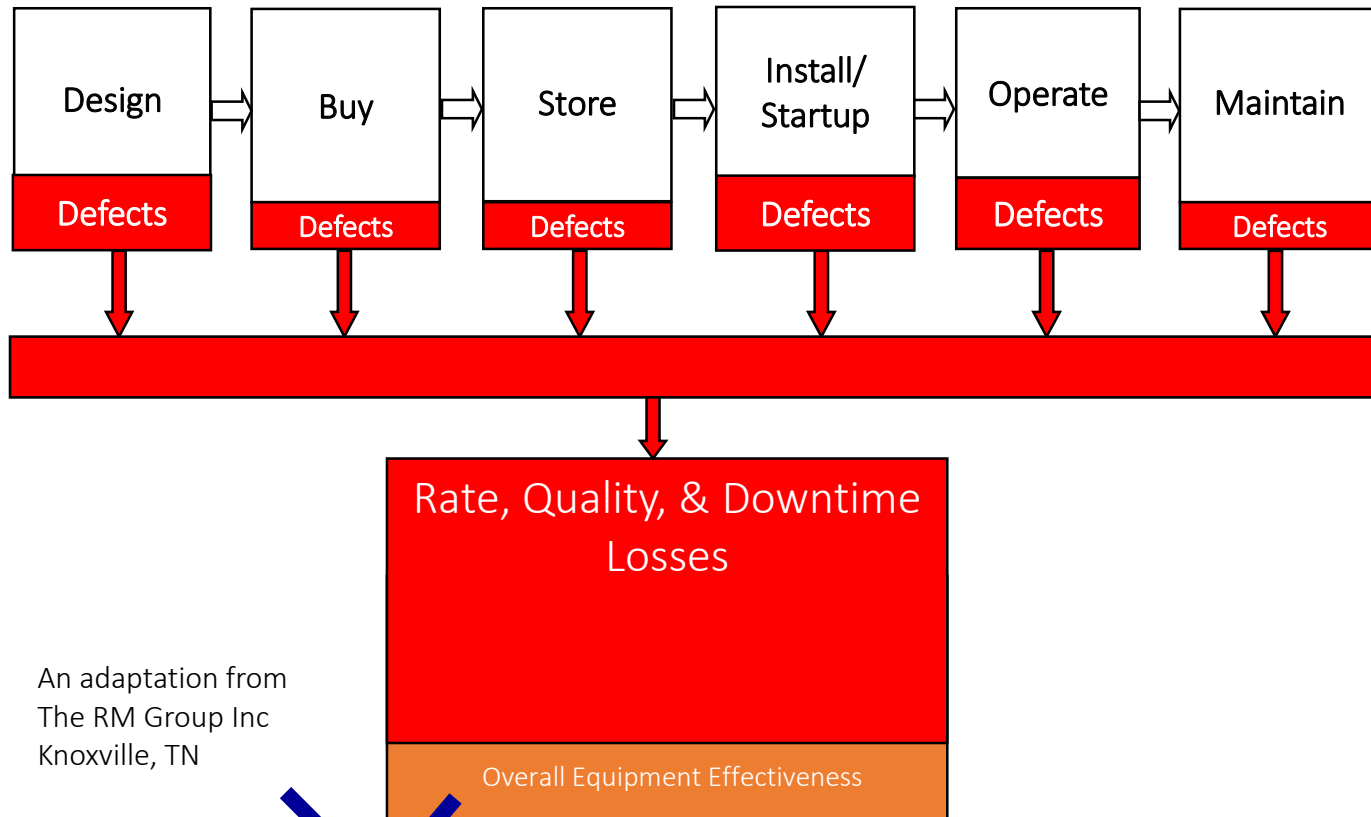 Design
Buy
Store
Install/
Startup
Operate
Maintain
Defects
Defects
Defects
Defects
Defects
Defects
Rate, Quality, & Downtime
Losses
An adaptation from
The RM Group Inc
Knoxville, TN
Overall Equipment Effectiveness